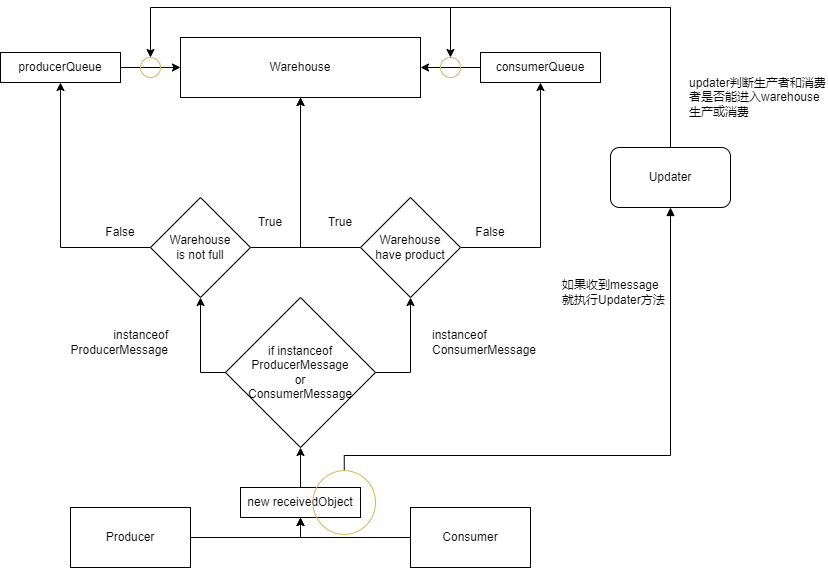 producerQueue
Warehouse
consumerQueue
updater判断生产者和消费
者是否能进入warehouse
生产或消费
Updater
False
True
True
False
Warehouse
is not full
Warehouse
have product
如果收到message
就执行Updater方法
instanceof
ProducerMessage
instanceof
ConsumerMessage
if instanceof
ProducerMessage
or
ConsumerMessage
new receivedObject
Producer
Consumer